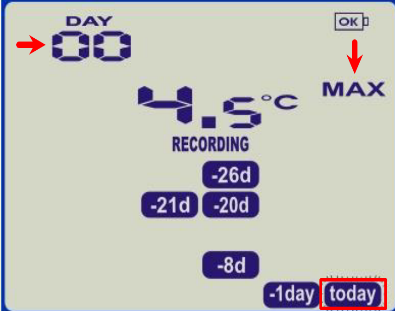 DAY OK
00
MAX
4.5°C
RECORDING
-26d
-21d -20d
-8d
-1day today